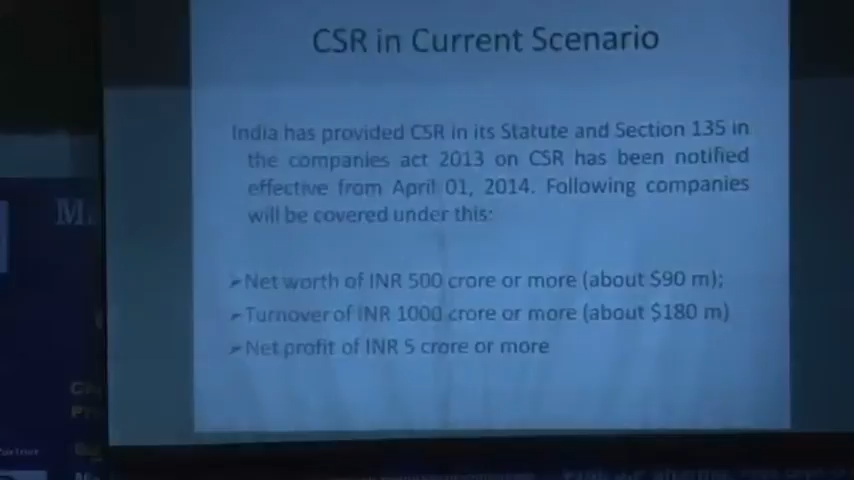 CSR in Current Scenario
India has provided CSR in its Statute and Section 135 in
the companies act 2013 on CSR has been notified
effective from April 01, 2014. Following companies
will be covered under this:
➢Net worth of INR 500 crore or more (about $90 m);
➢Turnover of INR 1000 crore or more (about $180 m)
➢Net profit of INR 5 crore or more